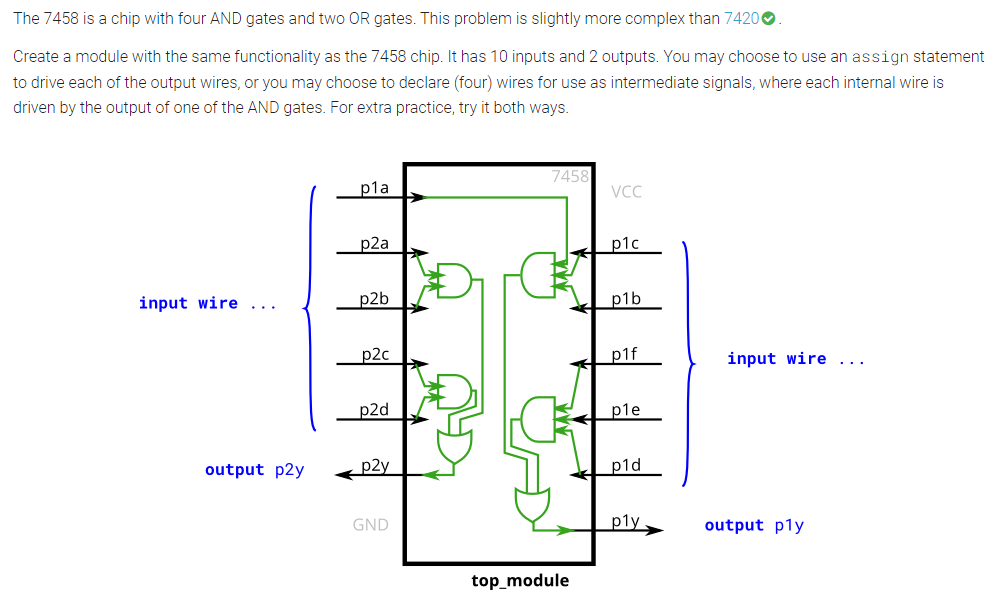 The 7458 is a chip with four AND gates and two OR gates. This problem is slightly more complex than 7420.
Create a module with the same functionality as the 7458 chip. It has 10 inputs and 2 outputs. You may choose to use an assign statement
to drive each of the output wires, or you may choose to declare (four) wires for use as intermediate signals, where each internal wire is
driven by the output of one of the AND gates. For extra practice, try it both ways.
7458
p1a
VCC
p2a
p1c
input wire ...
p2b
p1b
p2c
p1f
input wire ...
p2d
p1e
output p2y
p2y
p1d
GND
p1y
output p1y
top_module